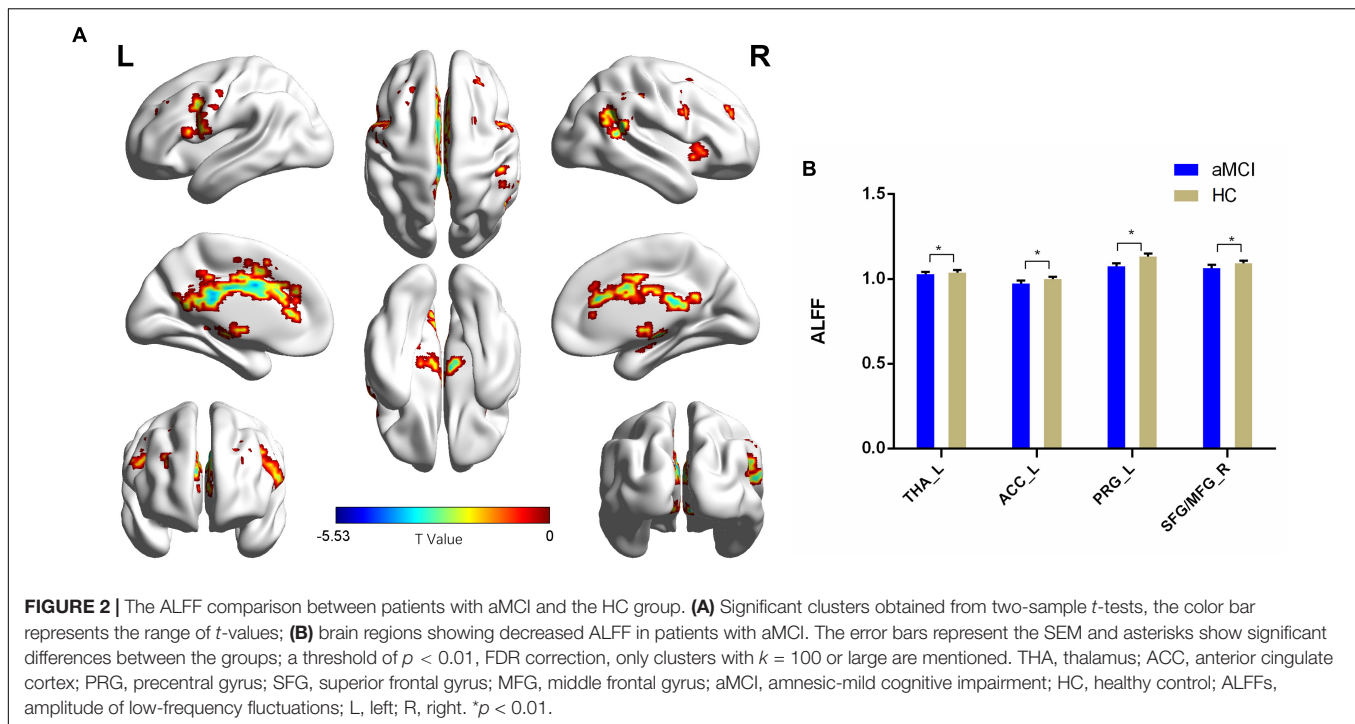 A
L
R
-5.53
T Value
0
B
aMCI
HC
1.5
1.0
0.5
0.0
ALFF
*
*
*
*
THA_L
ACC_L
PRG_L
SFG/MFG_R
FIGURE 2 | The ALFF comparison between patients with aMCI and the HC group. (A) Significant clusters obtained from two-sample t-tests, the color bar
represents the range of t-values; (B) brain regions showing decreased ALFF in patients with aMCI. The error bars represent the SEM and asterisks show significant
differences between the groups; a threshold of p < 0.01, FDR correction, only clusters with k = 100 or large are mentioned. THA, thalamus; ACC, anterior cingulate
cortex; PRG, precentral gyrus; SFG, superior frontal gyrus; MFG, middle frontal gyrus; aMCI, amnesic-mild cognitive impairment; HC, healthy control; ALFFs,
amplitude of low-frequency fluctuations; L, left; R, right. *p < 0.01.